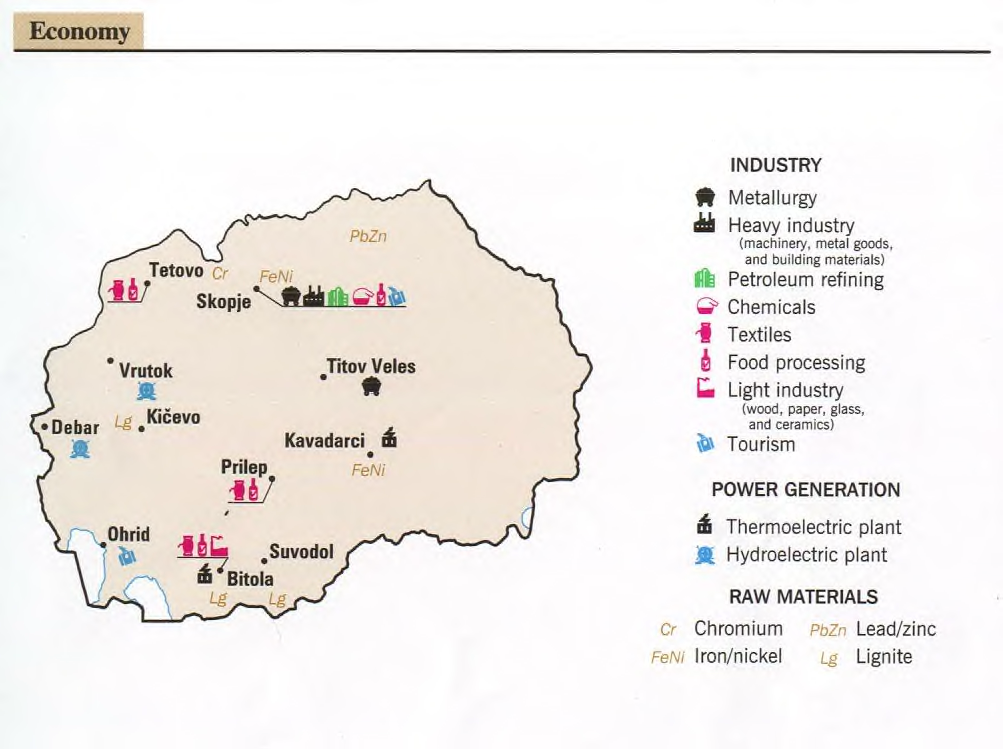 Economy
INDUSTRY
Metallurgy
Heavy industry
(machinery, metal goods,
and building materials)
Petroleum refining
Chemicals
Textiles
Food processing
Light industry
(wood, paper, glass,
and ceramics)
Tourism
POWER GENERATION
Thermoelectric plant
Hydroelectric plant
RAW MATERIALS
Cr Chromium PbZn Lead/zinc
FeNi Iron/nickel Lg Lignite
PbZn
Tetovo Cr FeNi
Skopje
Vrutok
Titov Veles
Debar Lg Kičevo
Kavadarci
FeNi
Prilep
Ohrid
Suvodol
Bitola
Lg Lg